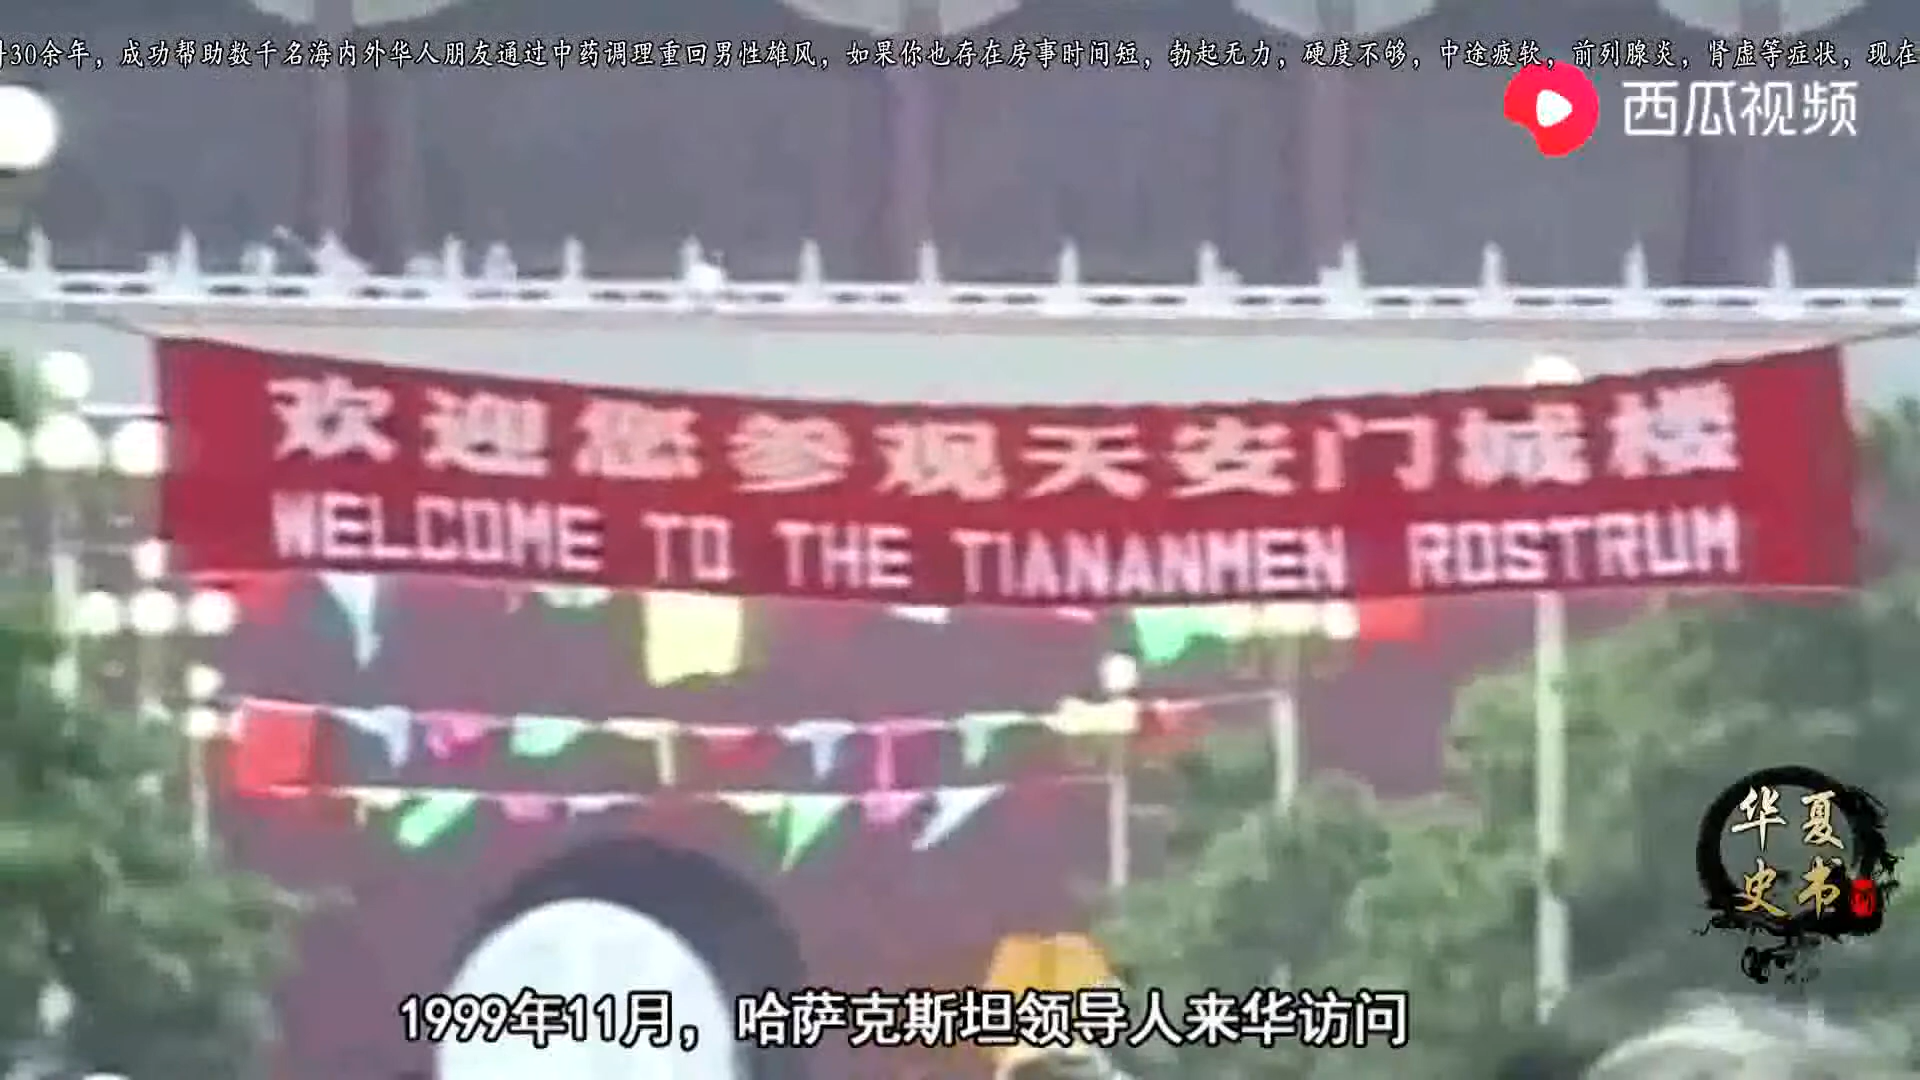 30余年，成功帮助数千名海内外华人朋友通过中药调理重回男性雄风，如果你也存在房事时间短，勃起无力，硬度不够，中途疲软，前列腺炎，肾虚等症状，现在
西瓜视频
欢迎您参观天安门城楼
WELCOME TO THE TIANANMEN ROSTRUM
华夏
史书
1999年11月，哈萨克斯坦领导人来华访问